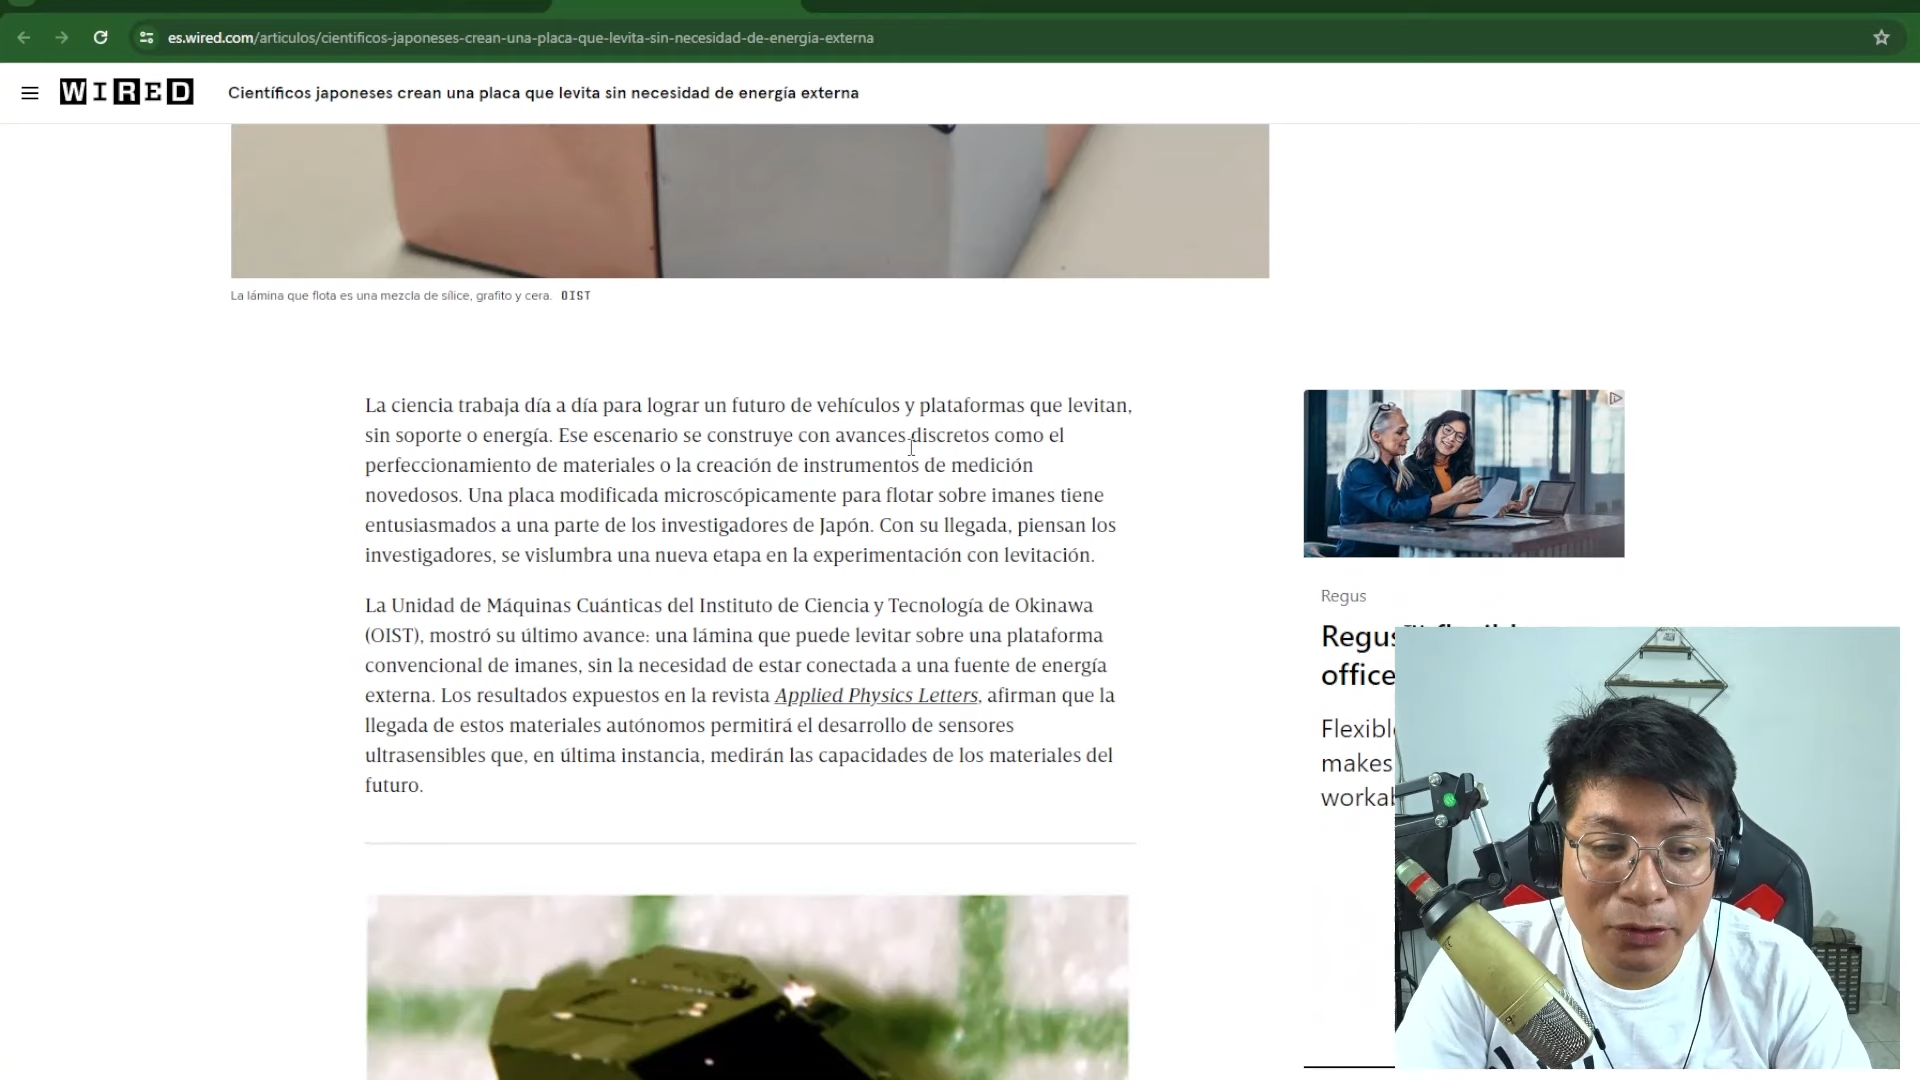 es.wired.com/articulos/cientificos-japoneses-crean-una-placa-que-levita-sin-necesidad-de-energia-externa
WIRED
Científicos japoneses crean una placa que levita sin necesidad de energía externa
La lámina que flota es una mezcla de sílice, grafito y cera. OIST
La ciencia trabaja día a día para lograr un futuro de vehículos y plataformas que levitan,
sin soporte o energía. Ese escenario se construye con avances discretos como el
perfeccionamiento de materiales o la creación de instrumentos de medición
novedosos. Una placa modificada microscópicamente para flotar sobre imanes tiene
entusiasmados a una parte de los investigadores de Japón. Con su llegada, piensan los
investigadores, se vislumbra una nueva etapa en la experimentación con levitación.
La Unidad de Máquinas Cuánticas del Instituto de Ciencia y Tecnología de Okinawa
(OIST), mostró su último avance: una lámina que puede levitar sobre una plataforma
convencional de imanes, sin la necesidad de estar conectada a una fuente de energía
externa. Los resultados expuestos en la revista Applied Physics Letters, afirman que la
llegada de estos materiales autónomos permitirá el desarrollo de sensores
ultrasensibles que, en última instancia, medirán las capacidades de los materiales del
futuro.
Regus
Regus
office
makes